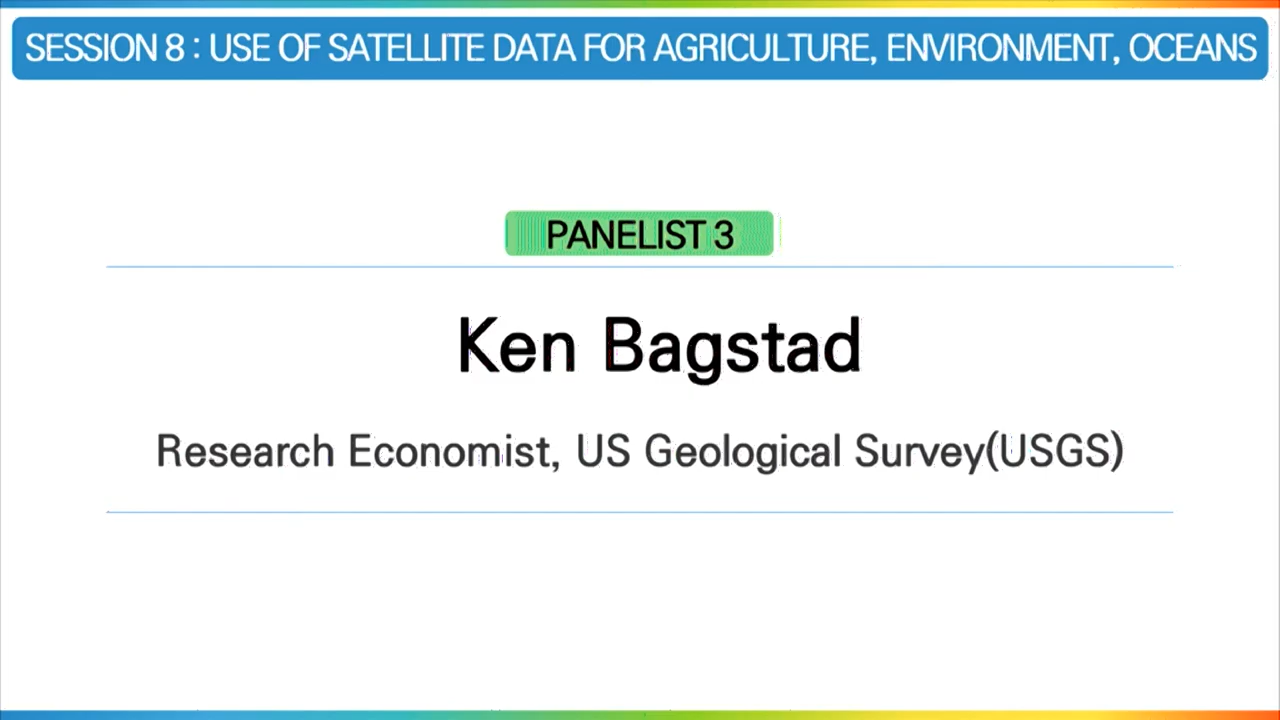 SESSION 8 : USE OF SATELLITE DATA FOR AGRICULTURE, ENVIRONMENT, OCEANS
PANELIST 3
Ken Bagstad
Research Economist, US Geological Survey(USGS)